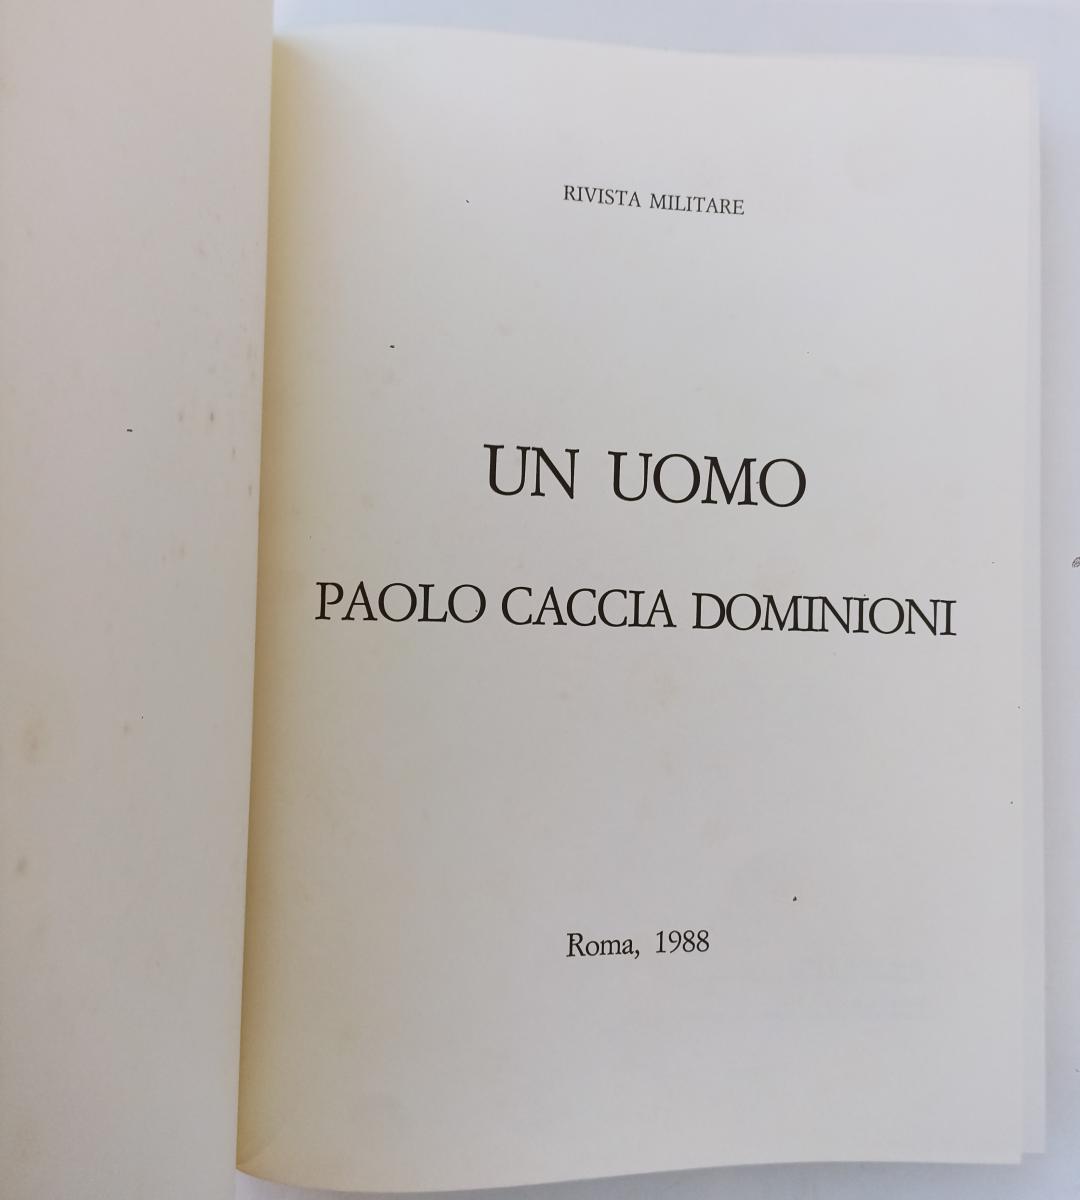 RIVISTA MILITARE
UN UOMO
PAOLO CACCIA DOMINIONI
Roma, 1988